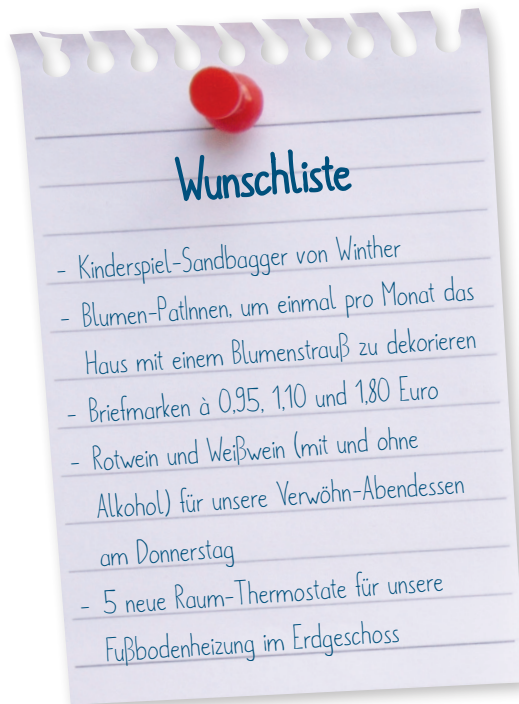 Wunschliste
- Kinderspiel-Sandbagger von Winther
- Blumen-PatInnen, um einmal pro Monat das
Haus mit einem Blumenstrauß zu dekorieren
- Briefmarken à 0,95, 1,10 und 1,80 Euro
- Rotwein und Weißwein (mit und ohne
Alkohol) für unsere Verwöhn-Abendessen
am Donnerstag
- 5 neue Raum-Thermostate für unsere
Fußbodenheizung im Erdgeschoss